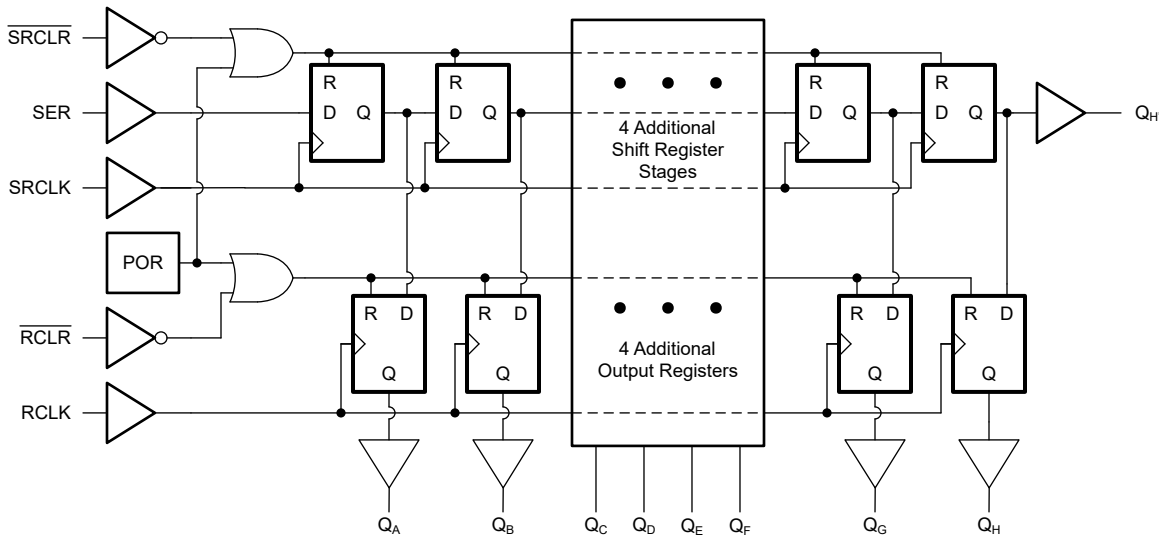 SRCLR
R R R R
SER D Q D Q D Q D Q QH'
4 Additional
Shift Register
Stages
SRCLK
POR
R D R D R D R D
RCLR
4 Additional
Output Registers
Q Q Q Q
RCLK
QA QB QC QD QE QF QG QH